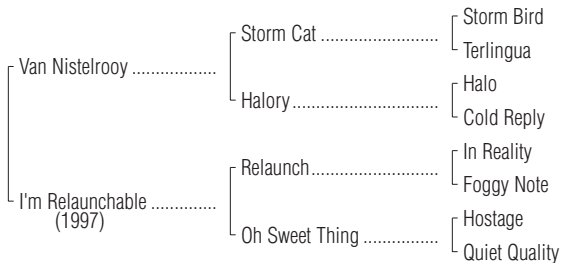 Storm Bird
Storm Cat ........................
Terlingua
Van Nistelrooy .................
Halo
Halory .............................
Cold Reply
In Reality
Relaunch..........................
Foggy Note
I'm Relaunchable .............
(1997)
Hostage
Oh Sweet Thing ...............
Quiet Quality